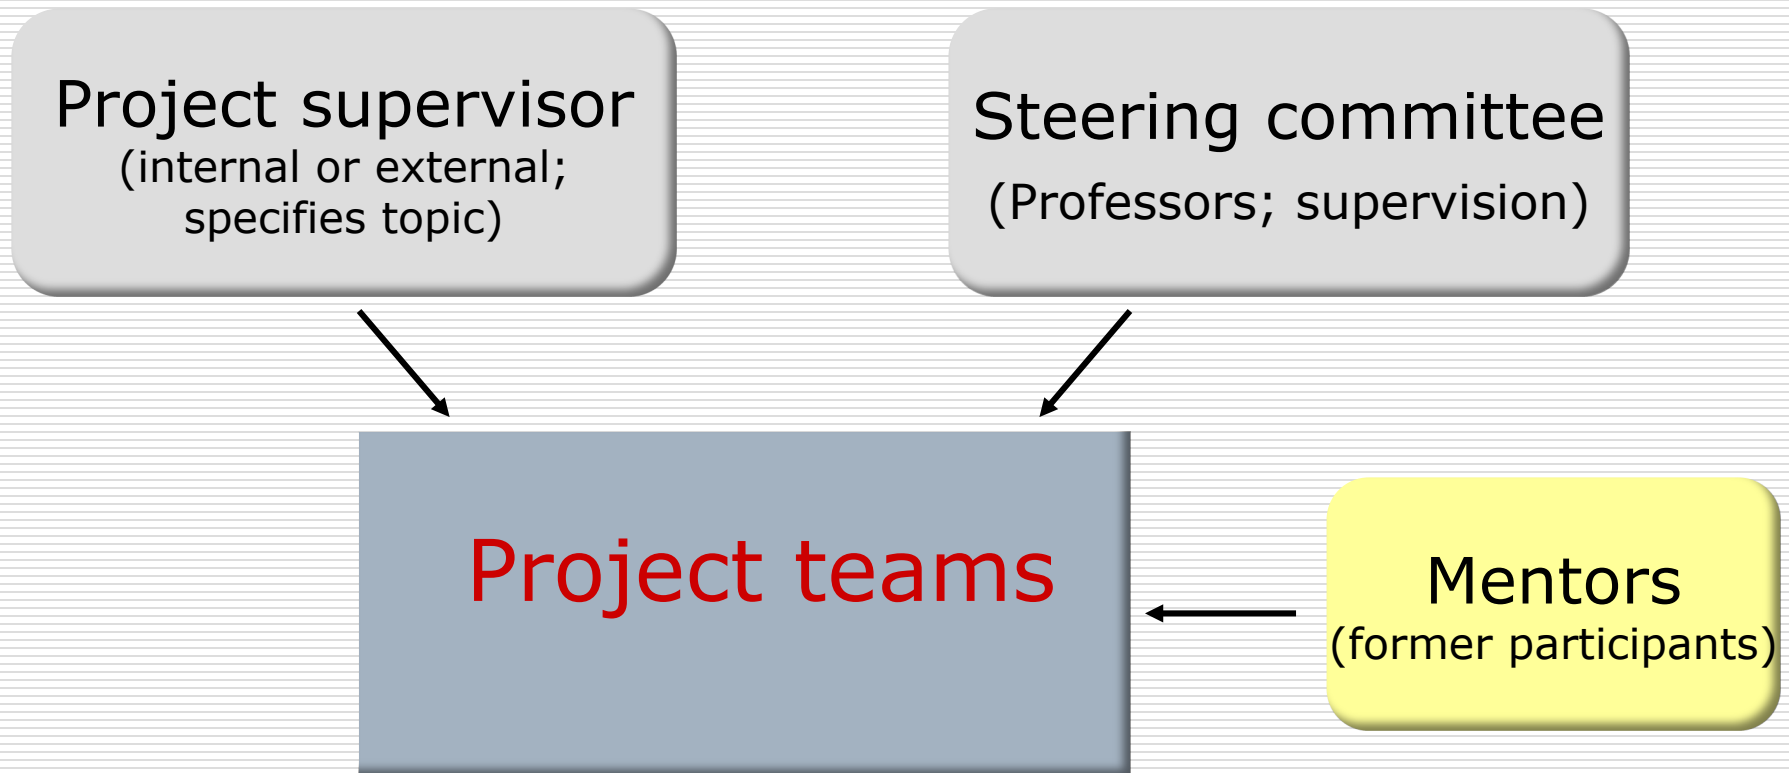 Project supervisor
(internal or external;
specifies topic)
Steering committee
(Professors; supervision)
Project teams
Mentors
(former participants)